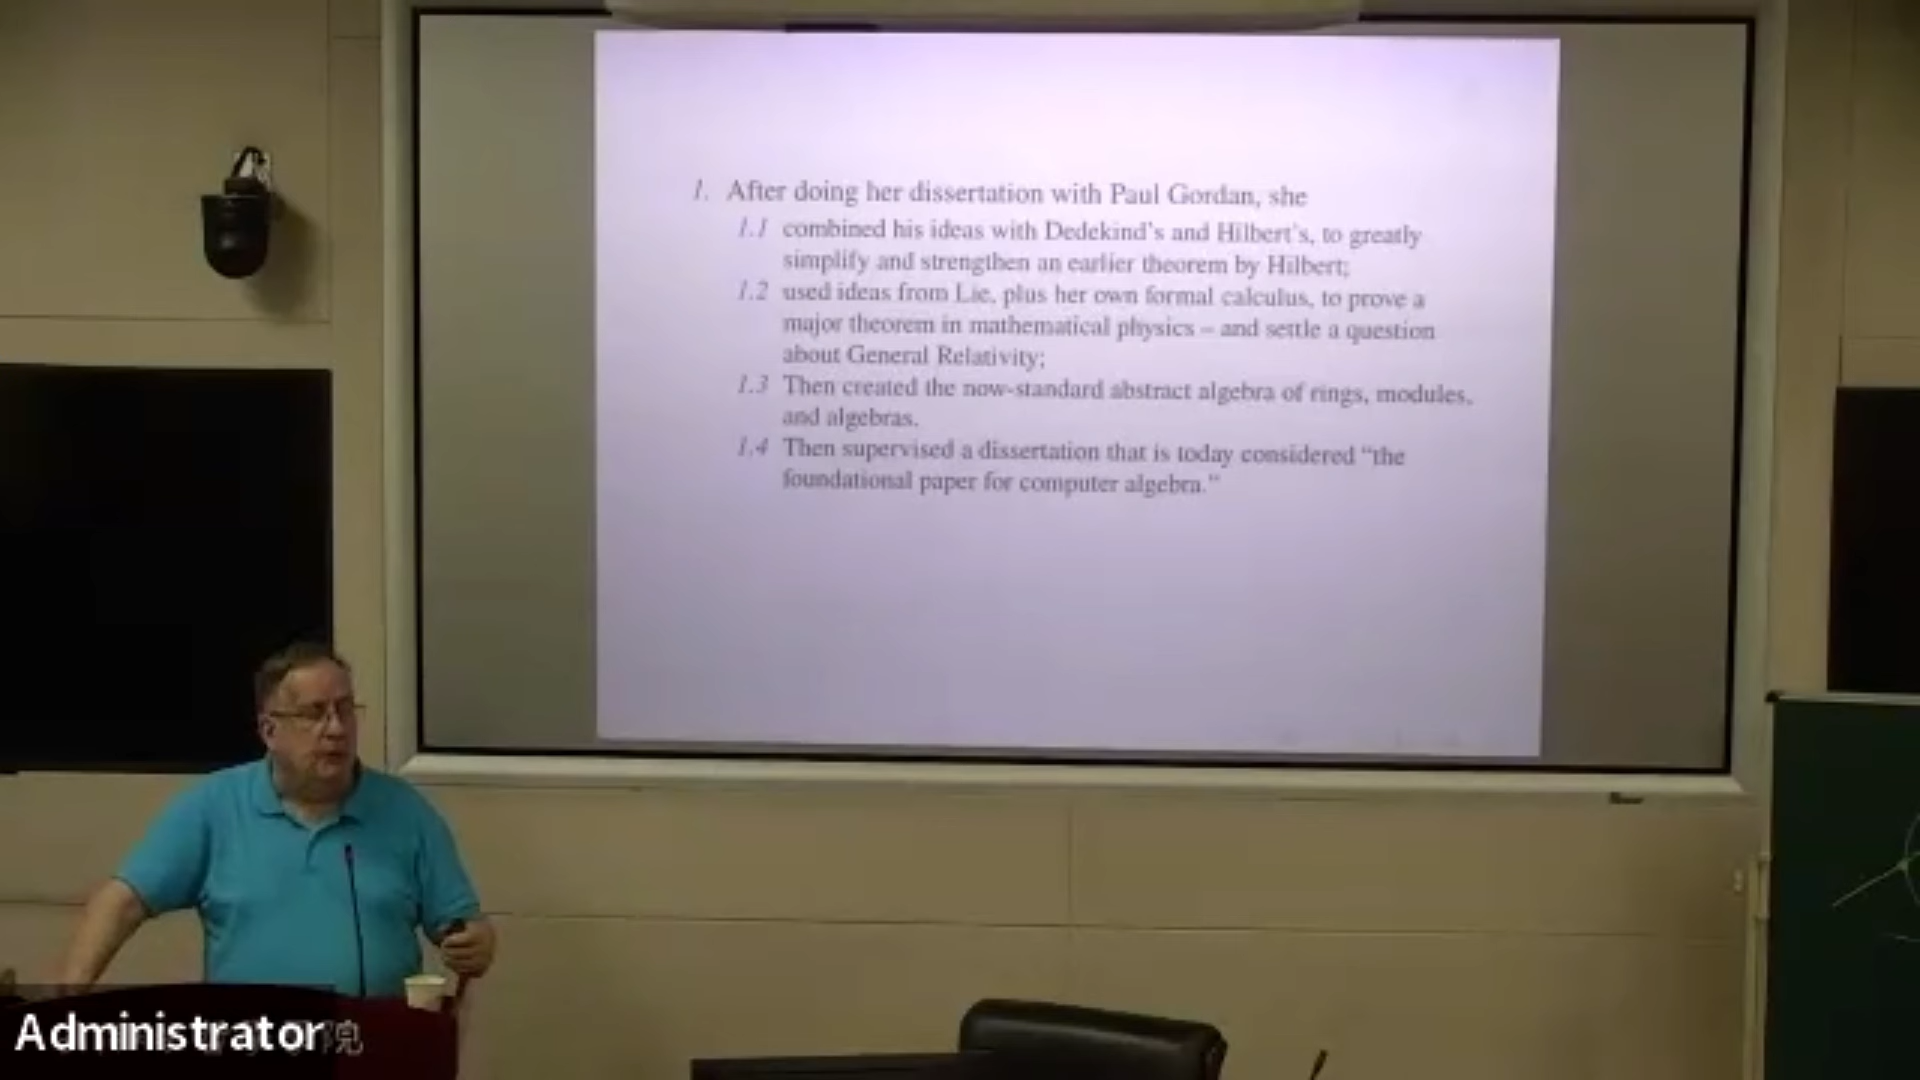 1. After doing her dissertation with Paul Gordan, she
1.1 combined his ideas with Dedekind's and Hilbert's, to greatly
simplify and strengthen an earlier theorem by Hilbert;
1.2 used ideas from Lie, plus her own formal calculus, to prove a
major theorem in mathematical physics – and settle a question
about General Relativity;
1.3 Then created the now-standard abstract algebra of rings, modules,
and algebras.
1.4 Then supervised a dissertation that is today considered “the
foundational paper for computer algebra.”
Administrator